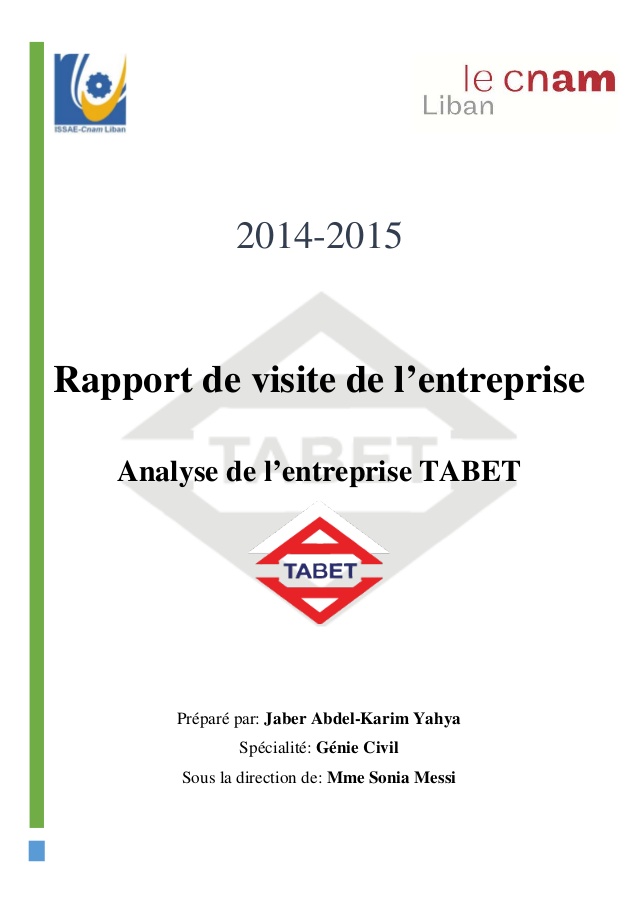 ISSAE-Cnam Liban
le cnam
Liban
2014-2015
Rapport de visite de l’entreprise
TABET
Analyse de l’entreprise TABET
TABET
Préparé par: Jaber Abdel-Karim Yahya
Spécialité: Génie Civil
Sous la direction de: Mme Sonia Messi